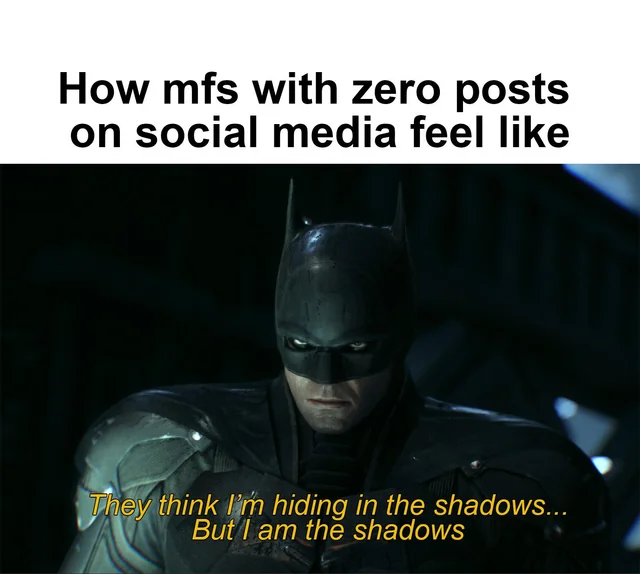 How mfs with zero posts
on social media feel like
They think I'm hiding in the shadows...
But I am the shadows